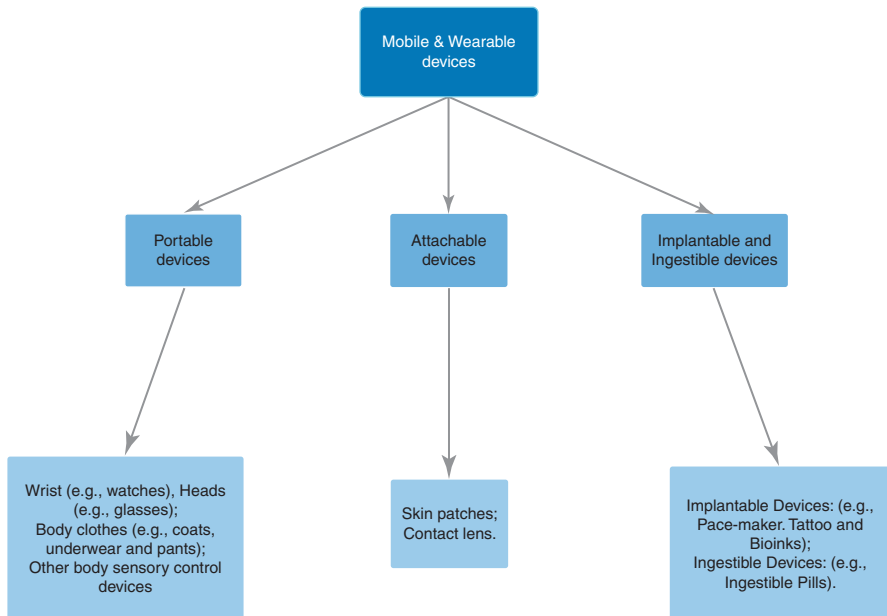 Mobile & Wearable
devices
Portable
devices
Attachable
devices
Implantable and
Ingestible devices
Wrist (e.g., watches), Heads
(e.g., glasses);
Body clothes (e.g., coats,
underwear and pants);
Other body sensory control
devices
Skin patches;
Contact lens.
Implantable Devices: (e.g.,
Pace-maker. Tattoo and
Bioinks);
Ingestible Devices: (e.g.,
Ingestible Pills).